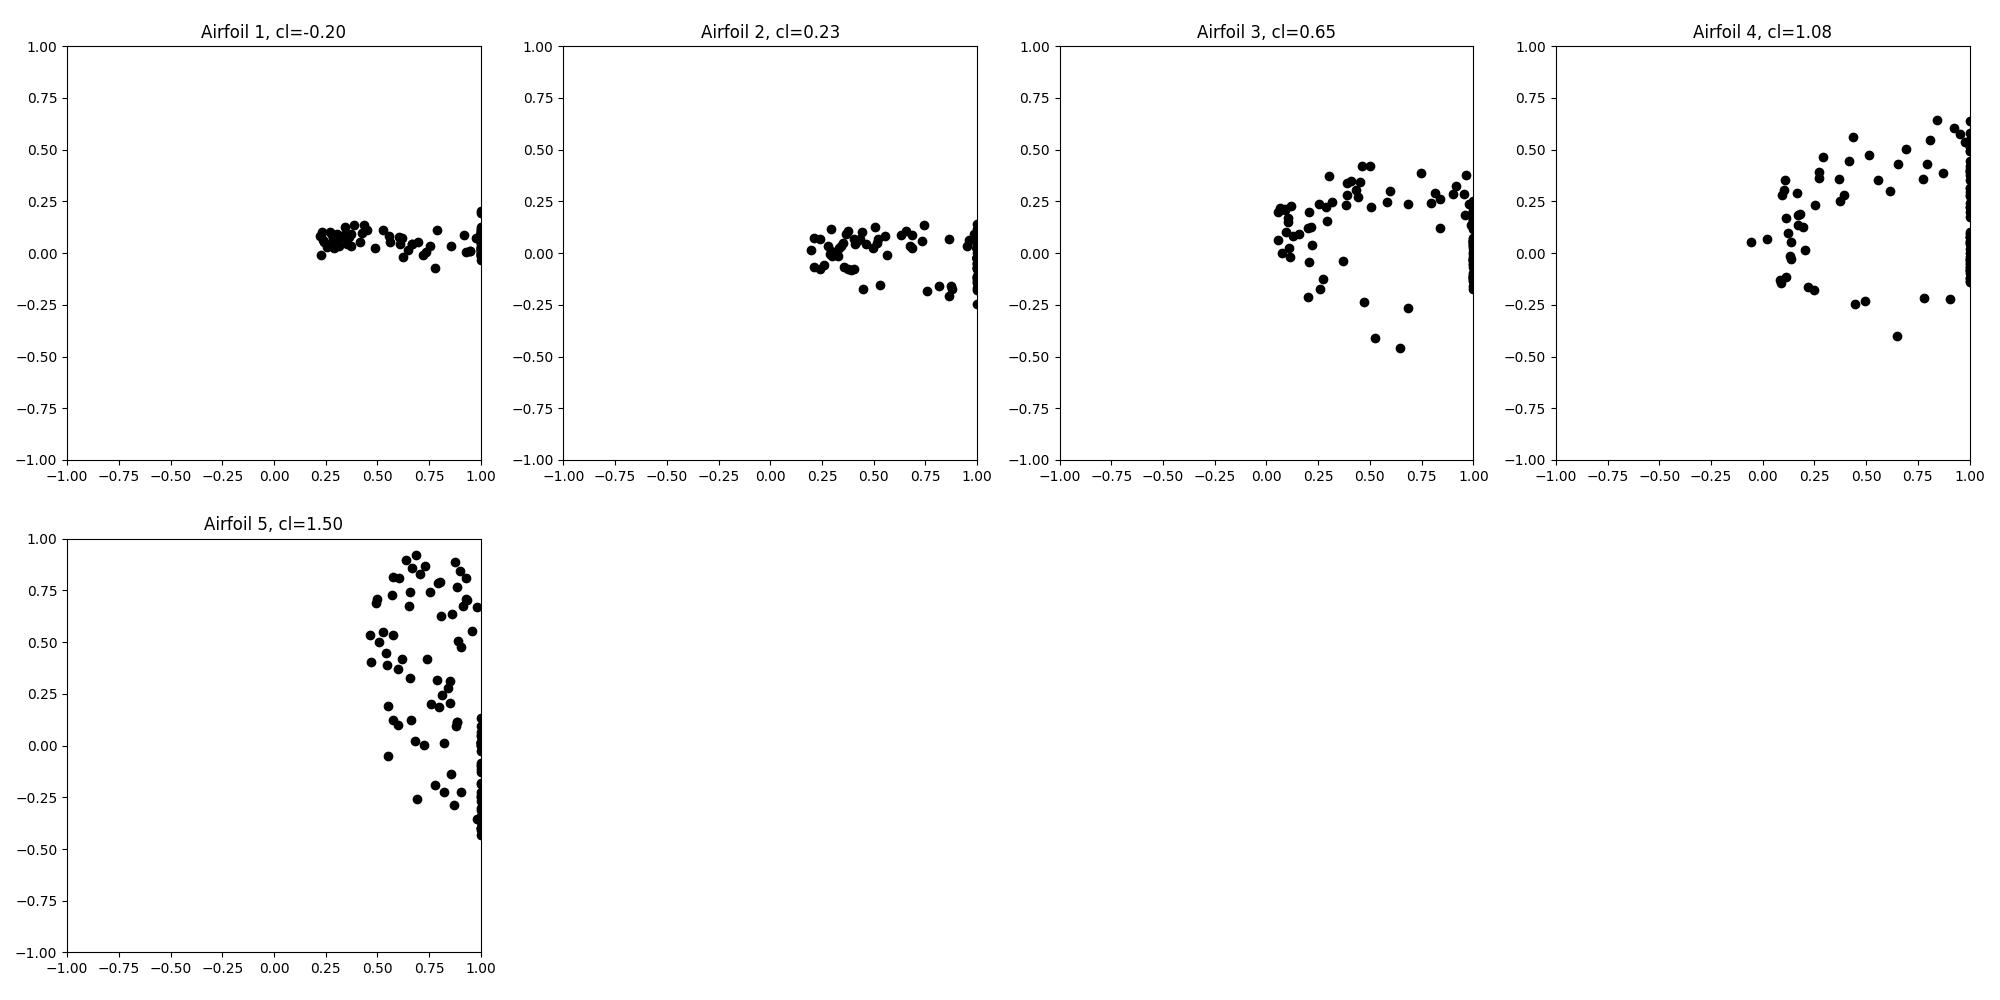 Airfoil 1, cl=-0.20
Airfoil 2, cl=0.23
Airfoil 3, cl=0.65
Airfoil 4, cl=1.08
1.00 1.00 1.00 1.00
0.75 0.75 0.75 0.75
0.50 0.50 0.50 0.50
0.25 0.25 0.25 0.25
0.00 0.00 0.00 0.00
−0.25 −0.25 −0.25 −0.25
−0.50 −0.50 −0.50 −0.50
−0.75 −0.75 −0.75 −0.75
−1.00 −1.00 −1.00 −1.00
−1.00 −0.75 −0.50 −0.25 0.00 0.25 0.50 0.75 1.00
−1.00 −0.75 −0.50 −0.25 0.00 0.25 0.50 0.75 1.00
−1.00 −0.75 −0.50 −0.25 0.00 0.25 0.50 0.75 1.00
−1.00 −0.75 −0.50 −0.25 0.00 0.25 0.50 0.75 1.00
Airfoil 5, cl=1.50
1.00
0.75
0.50
0.25
0.00
−0.25
−0.50
−0.75
−1.00
−1.00 −0.75 −0.50 −0.25 0.00 0.25 0.50 0.75 1.00